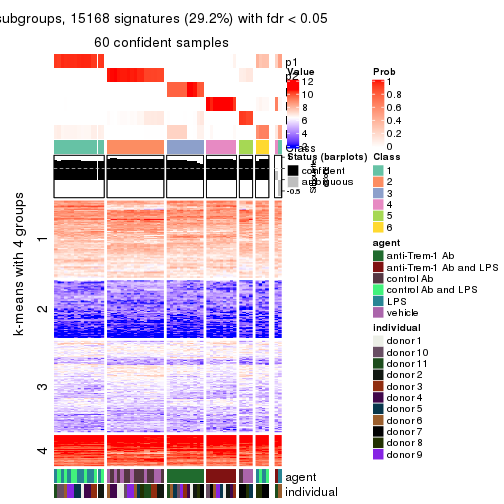 subgroups, 15168 signatures (29.2%) with fdr < 0.05
60 confident samples
p1
Value
12
10
8
6
4
Prob
1
0.8
0.6
0.4
0.2
0
Class
Status (barplots)
confident
ambiguous
-0.5
Class
1
2
3
4
5
6
agent
anti-Trem-1 Ab
anti-Trem-1 Ab and LPS
control Ab
control Ab and LPS
LPS
vehicle
individual
donor 1
donor 10
donor 11
donor 2
donor 3
donor 4
donor 5
donor 6
donor 7
donor 8
donor 9
k-means with 4 groups
1
2
3
4
agent
individual